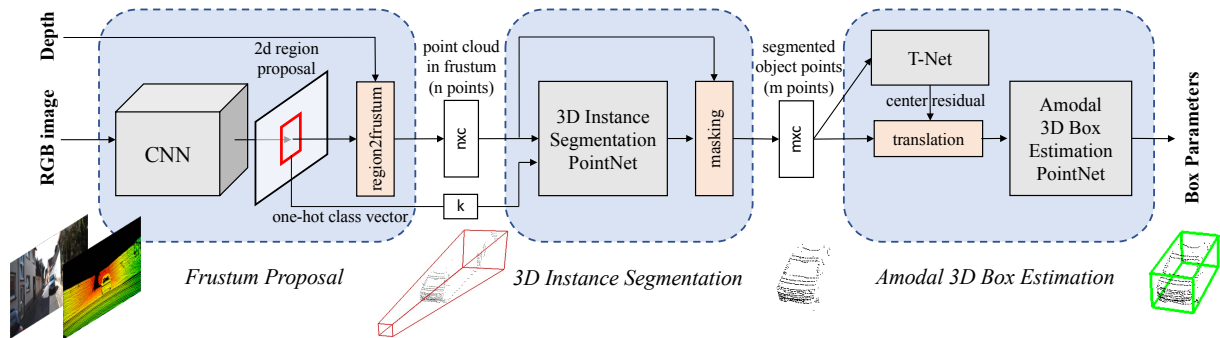 Depth
RGB images
CNN
2d region
proposal
region2frustum
one-hot class vector
Frustum Proposal
point cloud
in frustum
(n points)
nxc
k
3D Instance
Segmentation
PointNet
masking
3D Instance Segmentation
segmented
object points
(m points)
mxc
T-Net
center residual
translation
Amodal
3D Box
Estimation
PointNet
Amodal 3D Box Estimation
Box Parameters